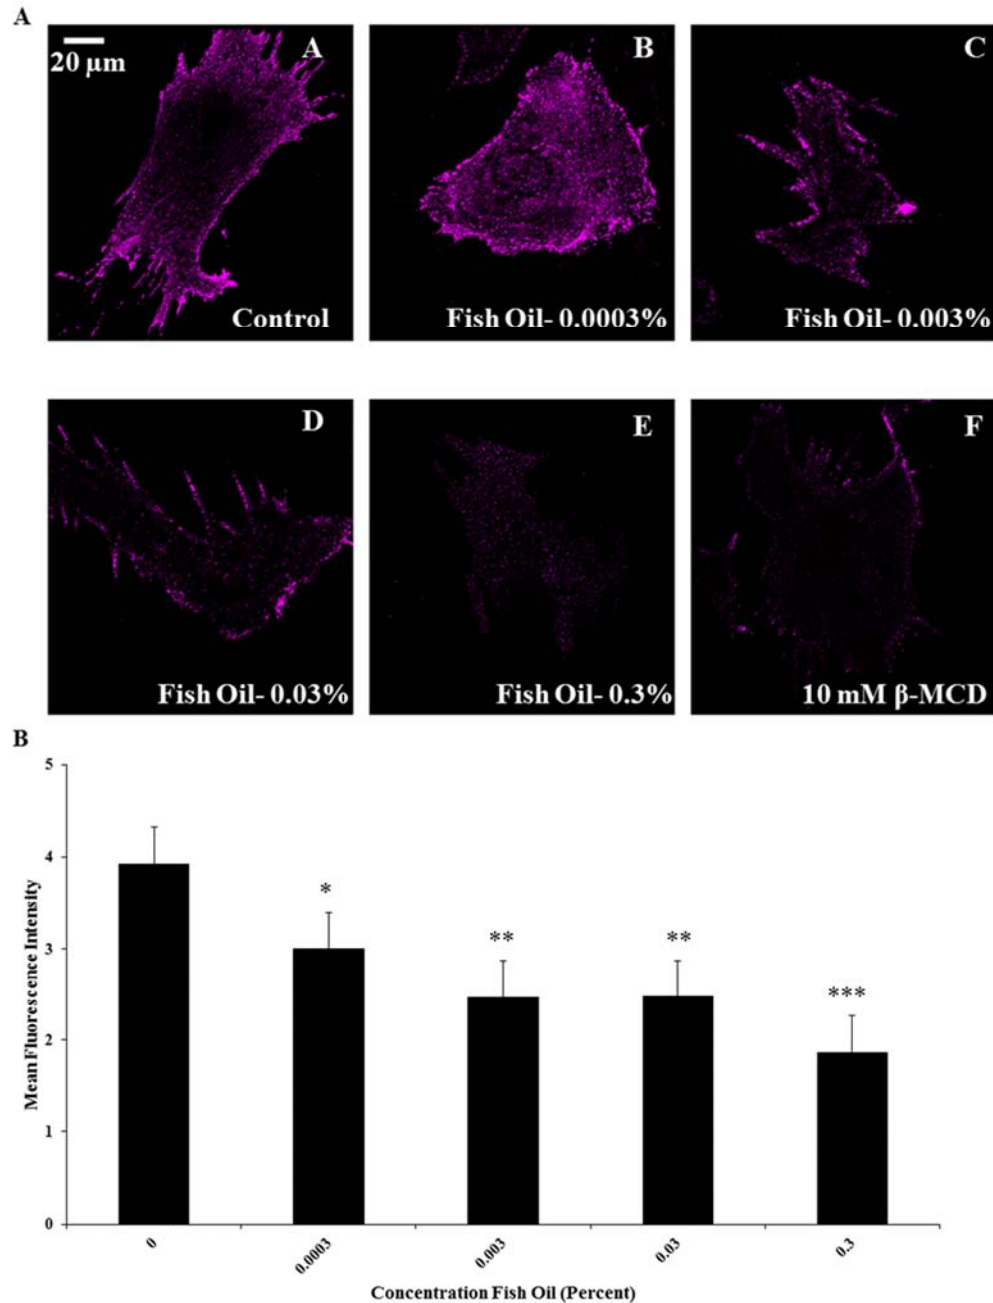 A
20 µm
A
Control
B
Fish Oil- 0.0003%
C
Fish Oil- 0.003%
D
Fish Oil- 0.03%
E
Fish Oil- 0.3%
F
10 mM β-MCD
B
Mean Fluorescence Intensity
5
4
3
2
1
0
*
**
**
***
0
0.0003
0.003
0.03
0.3
Concentration Fish Oil (Percent)